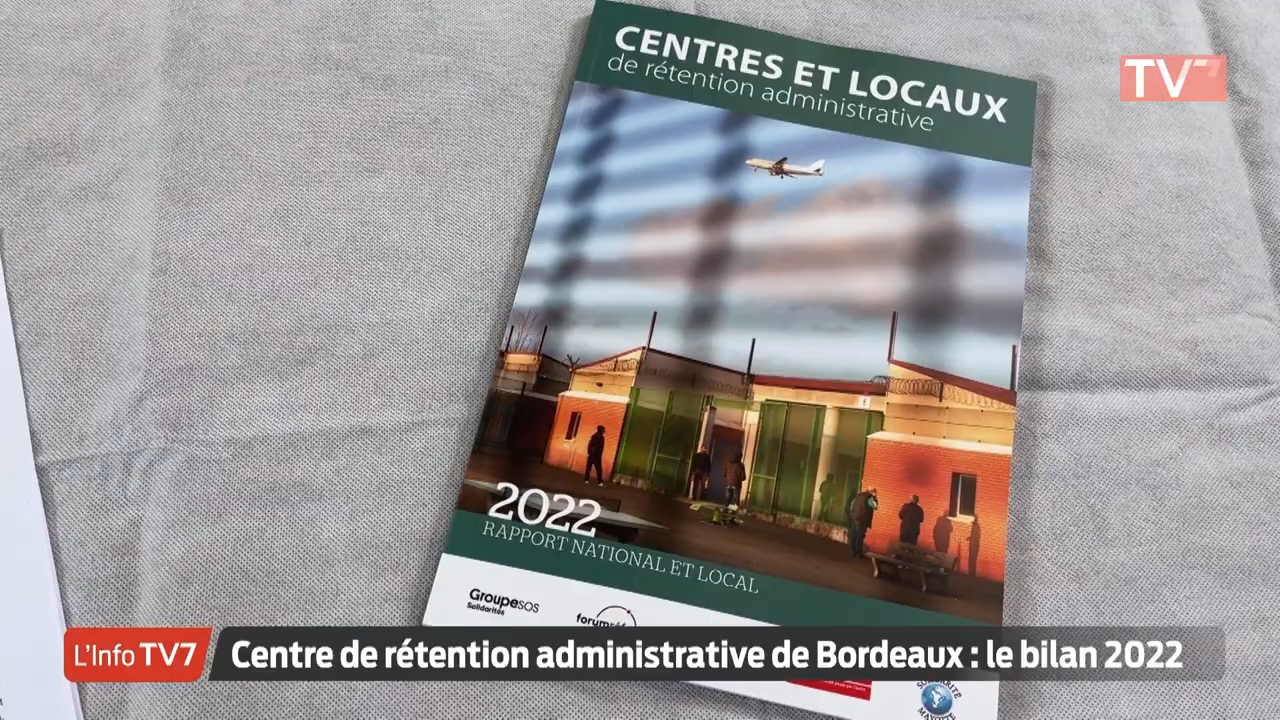 CENTRES ET LOCAUX
de rétention administrative
TV7
2022
RAPPORT NATIONAL ET LOCAL
Groupe SOS
Solidarités
L'Info TV7
Centre de rétention administrative de Bordeaux : le bilan 2022